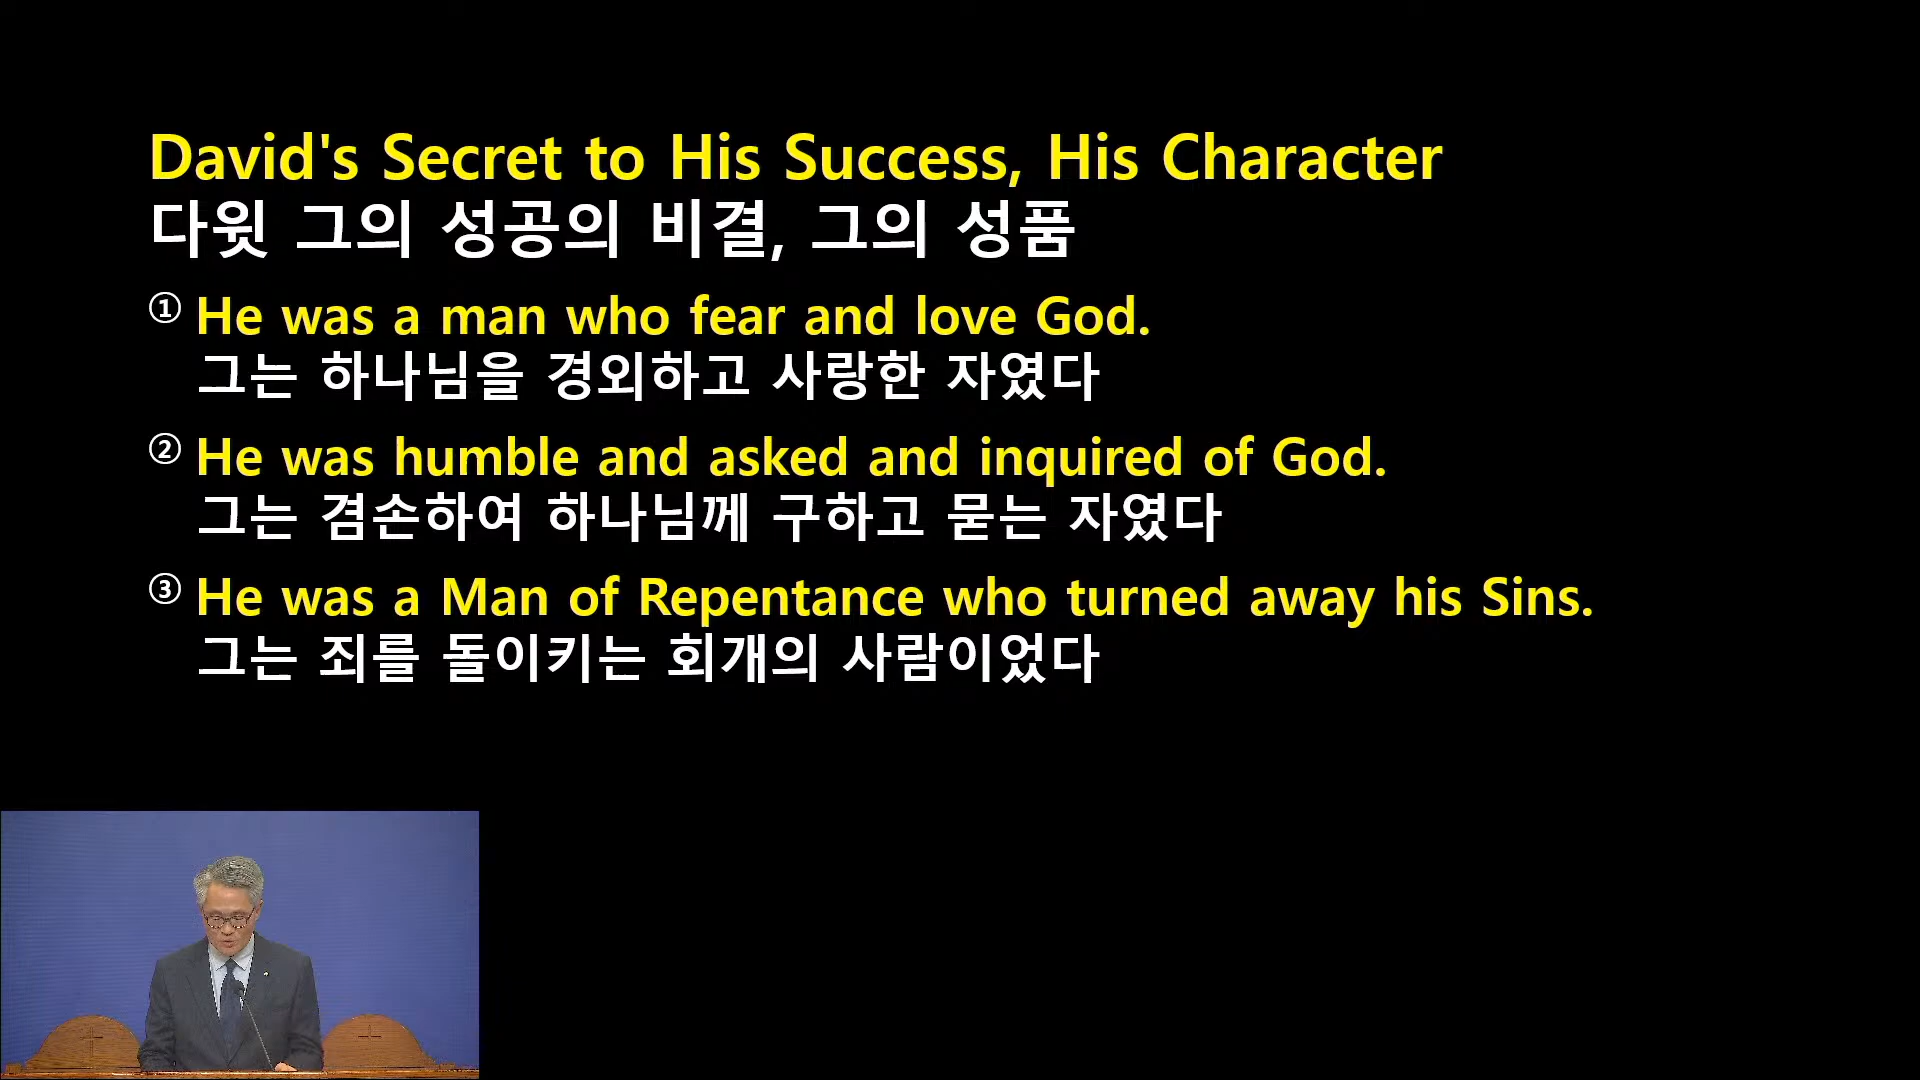 David's Secret to His Success, His Character
다윗 그의 성공의 비결, 그의 성품
① He was a man who fear and love God.
그는 하나님을 경외하고 사랑한 자였다
② He was humble and asked and inquired of God.
그는 겸손하여 하나님께 구하고 묻는 자였다
③ He was a Man of Repentance who turned away his Sins.
그는 죄를 돌이키는 회개의 사람이었다